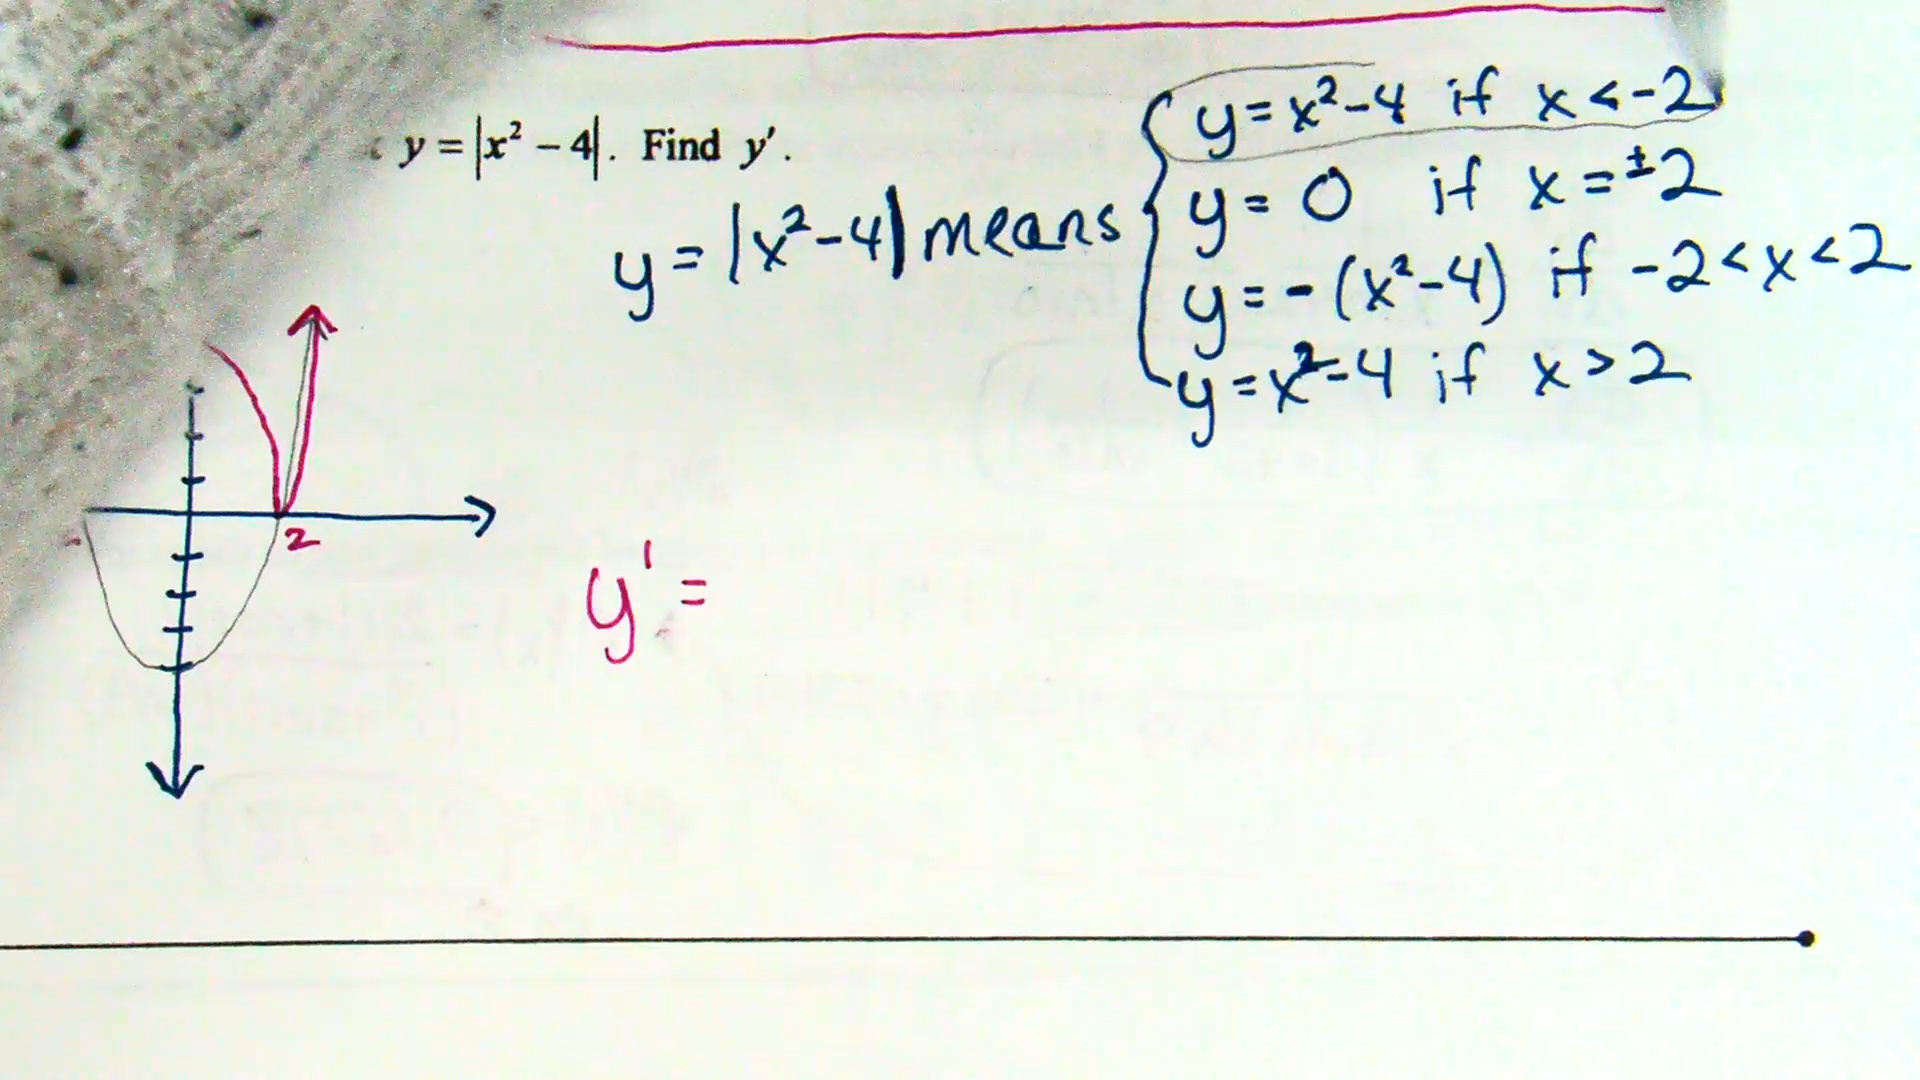 y = |x² − 4|. Find y′.
y = |x²-4| means
y = x²-4 if x < -2
y = 0 if x = ±2
y = -(x²-4) if -2 < x < 2
y = x²-4 if x > 2
2
y' =